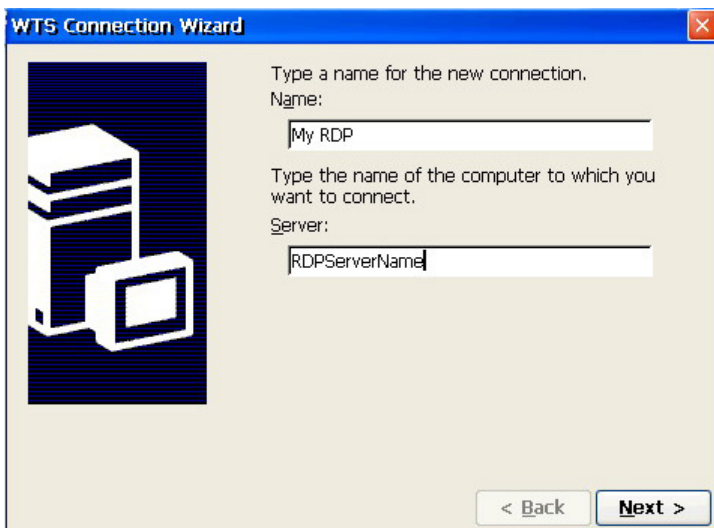 WTS Connection Wizard
Type a name for the new connection.
Name:
My RDP
Type the name of the computer to which you
want to connect.
Server:
RDPServerName
< Back
Next >